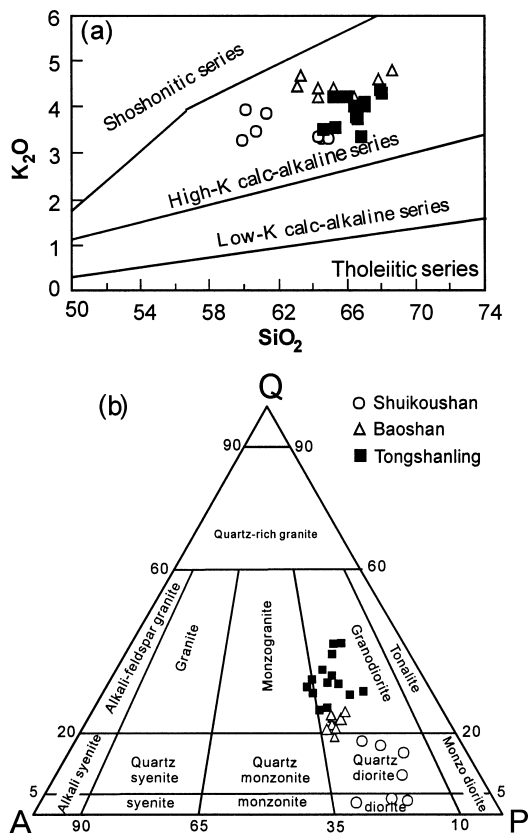 (a)
6
5
4
3
2
1
0
K2O
Shoshonitic series
High-K calc-alkaline series
Low-K calc-alkaline series
Tholeiitic series
50 54 58 62 66 70 74
SiO2
(b)
Q
Shuikoushan
Baoshan
Tongshanling
90 90
Quartz-rich granite
60 60
Alkali-feldspar granite
Granite
Monzogranite
Granodiorite
Tonalite
20 20
Alkali syenite
Quartz syenite
Quartz monzonite
Quartz diorite
Monzo diorite
5 5
syenite
monzonite
diorite
A P
90 65 35 10